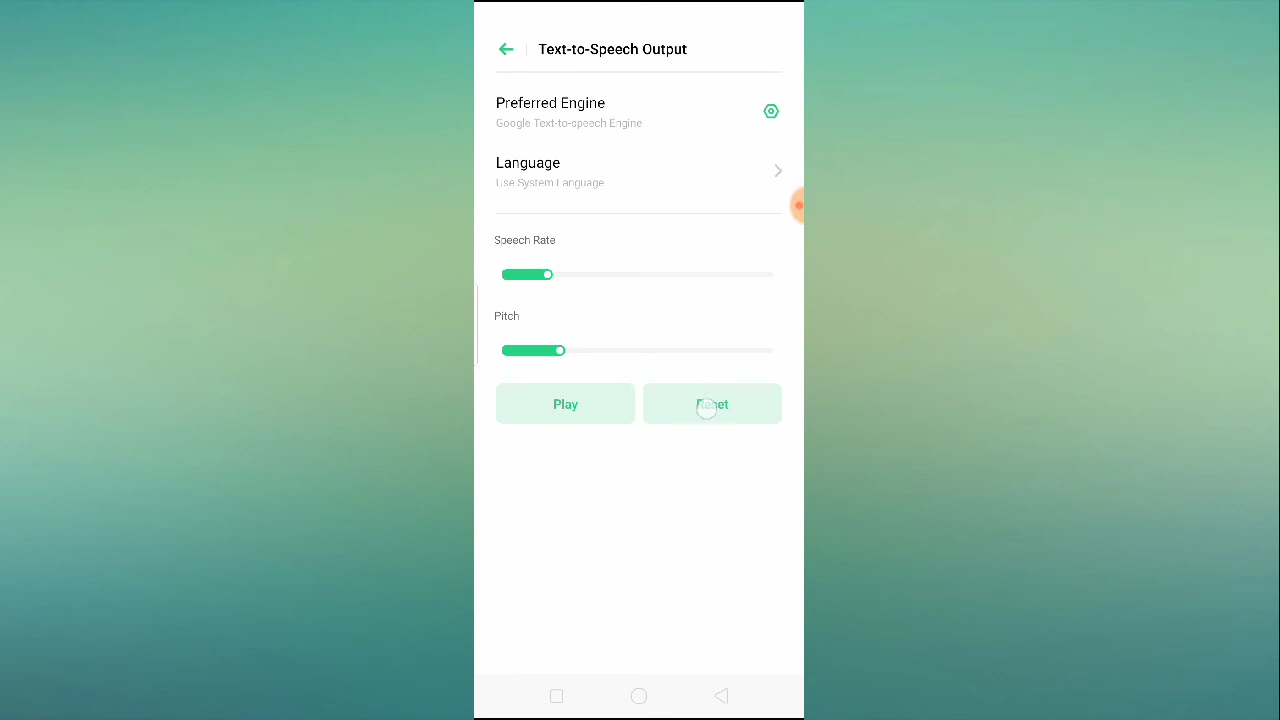 Text-to-Speech Output
Preferred Engine
Google Text-to-speech Engine
Language
Use System Language
Speech Rate
Pitch
Play
Reset